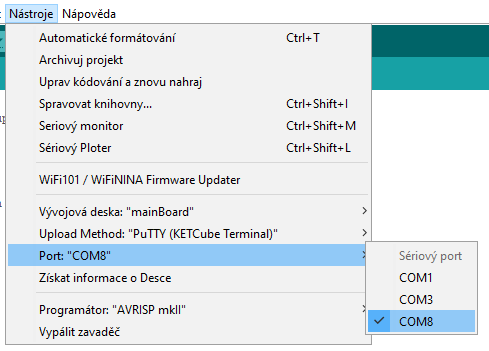 Nástroje Nápověda
Automatické formátování Ctrl+T
Archivuj projekt
Uprav kódování a znovu nahraj
Spravovat knihovny... Ctrl+Shift+I
Seriový monitor Ctrl+Shift+M
Sériový Ploter Ctrl+Shift+L
WiFi101 / WiFiNINA Firmware Updater
Vývojová deska: "mainBoard"
Upload Method: "PuTTY (KETCube Terminal)"
Port: "COM8"
Získat informace o Desce
Programátor: "AVRISP mkII"
Vypálit zavaděč
Sériový port
COM1
COM3
COM8